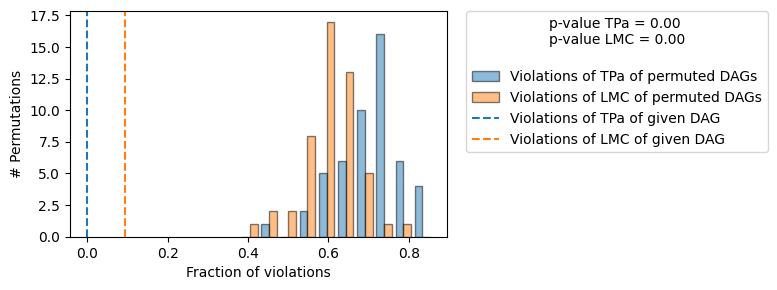 17.5
15.0
12.5
10.0
7.5
5.0
2.5
0.0
# Permutations
0.0 0.2 0.4 0.6 0.8
Fraction of violations
p-value TPa = 0.00
p-value LMC = 0.00
Violations of TPa of permuted DAGs
Violations of LMC of permuted DAGs
Violations of TPa of given DAG
Violations of LMC of given DAG